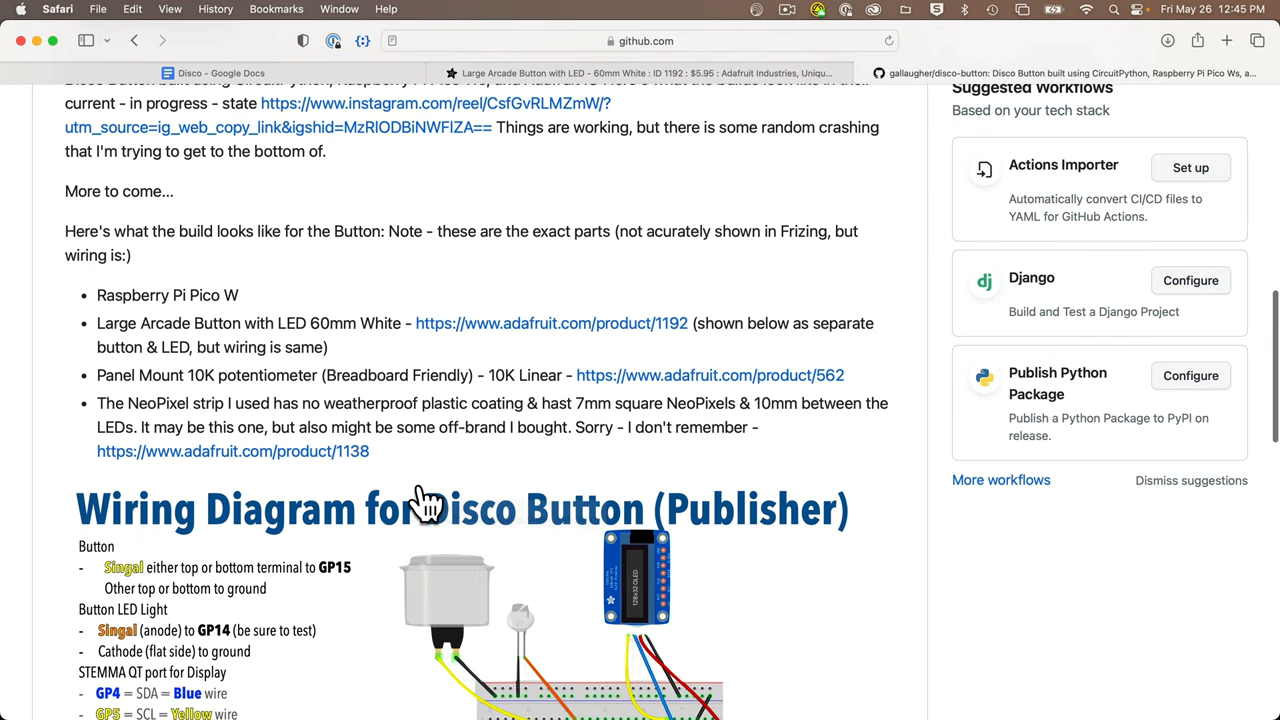 Safari File Edit View History Bookmarks Window Help Fri May 26 12:45 PM
github.com
Disco - Google Docs
Large Arcade Button with LED - 60mm White : ID 1192 : $5.95 : Adafruit Industries, Uniqu...
gallaugher/disco-button: Disco Button built using CircuitPython, Raspberry Pi Pico Ws, a...
current - in progress - state https://www.instagram.com/reel/CsfGvRLMZmW/?
utm_source=ig_web_copy_link&igshid=MzRlODBiNWFlZA== Things are working, but there is some random crashing
that I'm trying to get to the bottom of.
More to come...
Here's what the build looks like for the Button: Note - these are the exact parts (not acurately shown in Frizing, but
wiring is:)
• Raspberry Pi Pico W
• Large Arcade Button with LED 60mm White - https://www.adafruit.com/product/1192 (shown below as separate
button & LED, but wiring is same)
• Panel Mount 10K potentiometer (Breadboard Friendly) - 10K Linear - https://www.adafruit.com/product/562
• The NeoPixel strip I used has no weatherproof plastic coating & hast 7mm square NeoPixels & 10mm between the
LEDs. It may be this one, but also might be some off-brand I bought. Sorry - I don't remember -
https://www.adafruit.com/product/1138
Wiring Diagram for Disco Button (Publisher)
Button
- Singal either top or bottom terminal to GP15
Other top or bottom to ground
Button LED Light
- Singal (anode) to GP14 (be sure to test)
- Cathode (flat side) to ground
STEMMA QT port for Display
- GP4 = SDA = Blue wire
- GP5 = SCL = Yellow wire
128x32 OLED
Suggested Workflows
Based on your tech stack
Actions Importer
Set up
Automatically convert CI/CD files to
YAML for GitHub Actions.
Django
Configure
Build and Test a Django Project
Publish Python
Package
Configure
Publish a Python Package to PyPI on
release.
More workflows
Dismiss suggestions